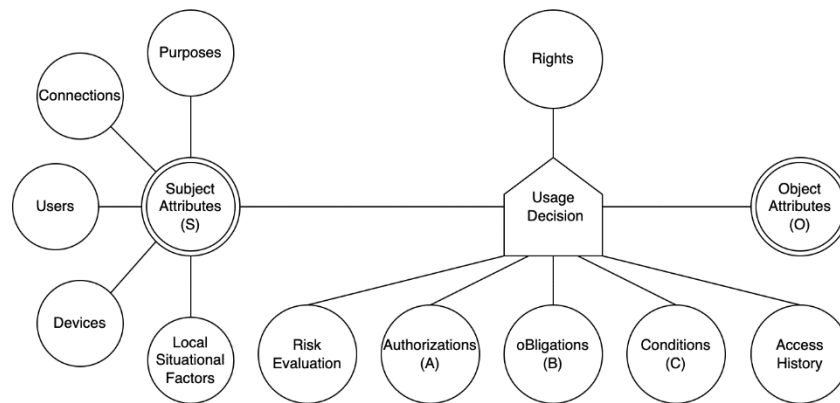 Purposes
Rights
Connections
Users
Subject
Attributes
(S)
Usage
Decision
Object
Attributes
(O)
Devices
Local
Situational
Factors
Risk
Evaluation
Authorizations
(A)
oBligations
(B)
Conditions
(C)
Access
History